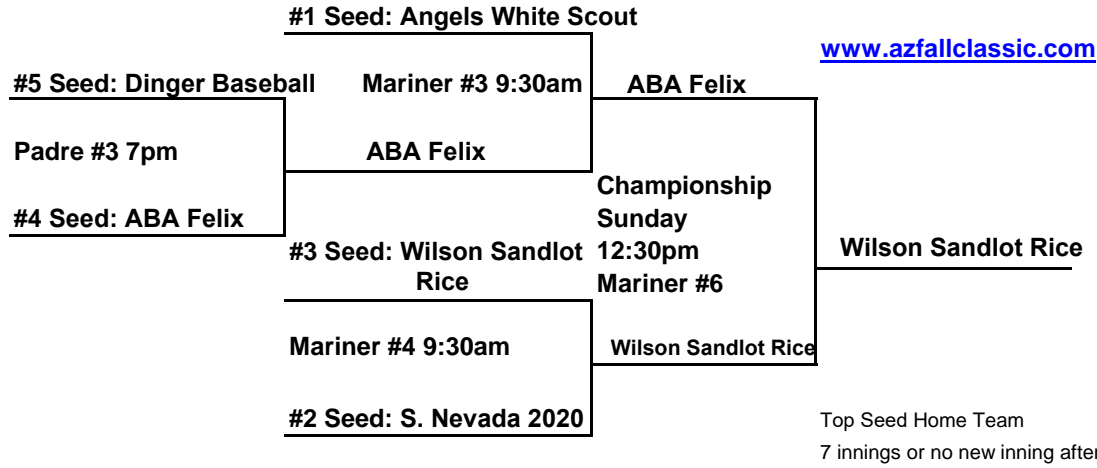 #1 Seed: Angels White Scout
www.azfallclassic.com
#5 Seed: Dinger Baseball
Mariner #3 9:30am
ABA Felix
Padre #3 7pm
ABA Felix
#4 Seed: ABA Felix
Championship
Sunday
12:30pm
Mariner #6
#3 Seed: Wilson Sandlot
Rice
Wilson Sandlot Rice
Mariner #4 9:30am
Wilson Sandlot Rice
#2 Seed: S. Nevada 2020
Top Seed Home Team
7 innings or no new inning after